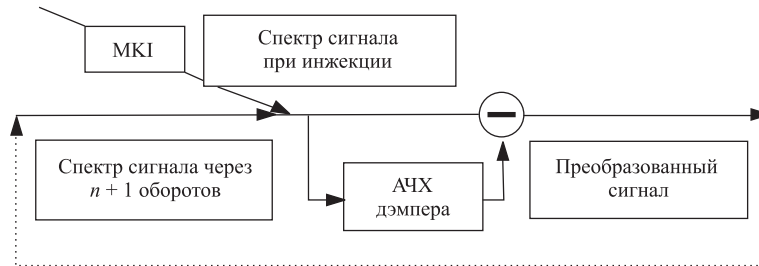 MKI
Спектр сигнала
при инжекции
Спектр сигнала через
n + 1 оборотов
АЧХ
дэмпера
Преобразованный
сигнал